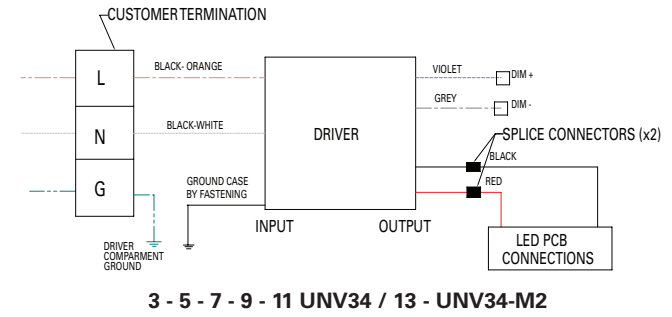 CUSTOMER TERMINATION
L
BLACK- ORANGE
VIOLET
DIM +
GREY
DIM -
N
BLACK-WHITE
DRIVER
SPLICE CONNECTORS (x2)
BLACK
G
GROUND CASE
BY FASTENING
RED
INPUT
OUTPUT
DRIVER
COMPARMENT
GROUND
LED PCB
CONNECTIONS
3 - 5 - 7 - 9 - 11 UNV34 / 13 - UNV34-M2